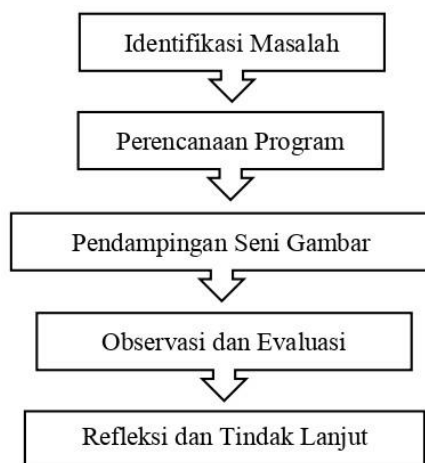 Identifikasi Masalah
Perencanaan Program
Pendampingan Seni Gambar
Observasi dan Evaluasi
Refleksi dan Tindak Lanjut